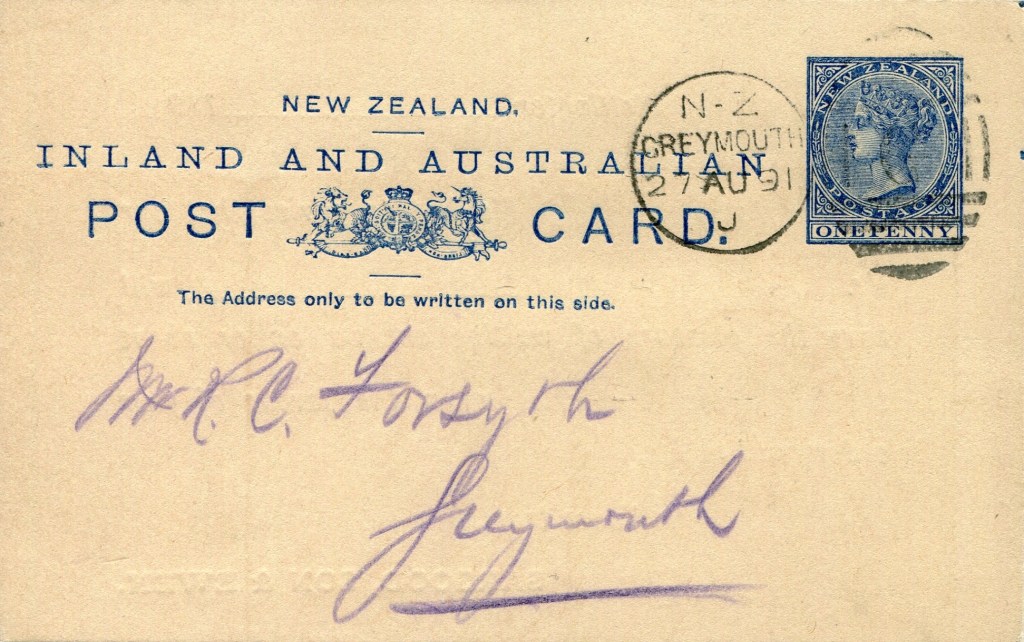 NEW ZEALAND.
INLAND AND AUSTRALIAN
POST CARD.
The Address only to be written on this side.
N-Z
GREYMOUTH
27 AU 91
J
NEW ZEALAND
POSTAGE
ONE PENNY
Mr R. C. Forsyth
Greymouth